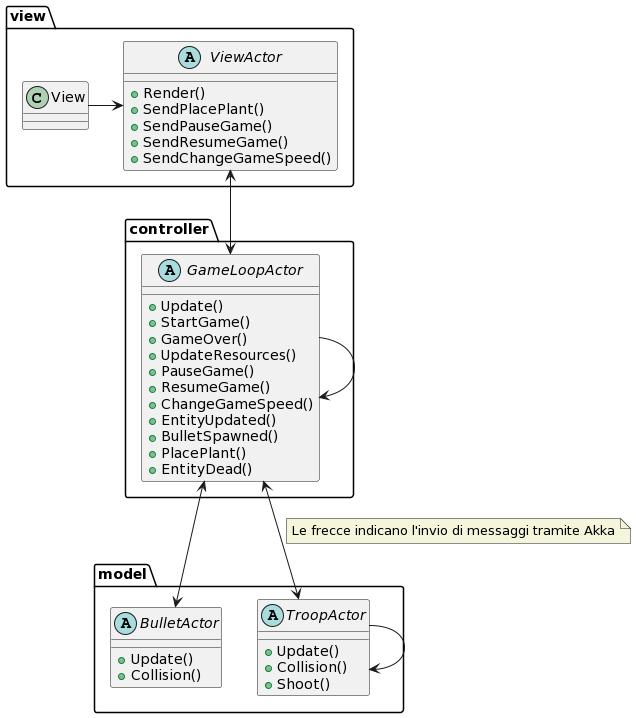 view
A ViewActor
C View
Render()
SendPlacePlant()
SendPauseGame()
SendResumeGame()
SendChangeGameSpeed()
controller
A GameLoopActor
Update()
StartGame()
GameOver()
UpdateResources()
PauseGame()
ResumeGame()
ChangeGameSpeed()
EntityUpdated()
BulletSpawned()
PlacePlant()
EntityDead()
Le frecce indicano l'invio di messaggi tramite Akka
model
A BulletActor
Update()
Collision()
A TroopActor
Update()
Collision()
Shoot()